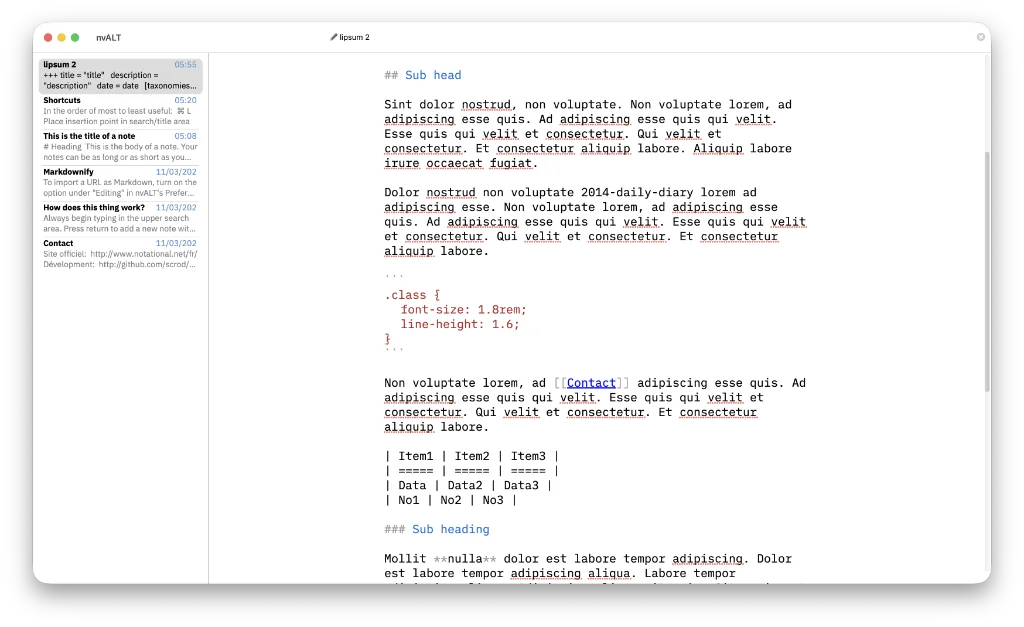 nvALT
lipsum 2
lipsum 2 05:55
+++ title = "title" description =
"description" date = date [taxonomies...
Shortcuts 05:20
In the order of most to least useful: ⌘ L
Place insertion point in search/title area
This is the title of a note 05:08
# Heading This is the body of a note. Your
notes can be as long or as short as you...
Markdownify 11/03/202
To import a URL as Markdown, turn on the
option under "Editing" in nvALT's Prefer...
How does this thing work? 11/03/202
Always begin typing in the upper search
area. Press return to add a new note wit...
Contact 11/03/202
Site officiel: http://www.notational.net/fr/
Dévelopment: http://github.com/scrod/...
## Sub head
Sint dolor nostrud, non voluptate. Non voluptate lorem, ad
adipiscing esse quis. Ad adipiscing esse quis qui velit.
Esse quis qui velit et consectetur. Qui velit et
consectetur. Et consectetur aliquip labore. Aliquip labore
irure occaecat fugiat.
Dolor nostrud non voluptate 2014-daily-diary lorem ad
adipiscing esse. Non voluptate lorem, ad adipiscing esse
quis. Ad adipiscing esse quis qui velit. Esse quis qui velit
et consectetur. Qui velit et consectetur. Et consectetur
aliquip labore.
```
.class {
font-size: 1.8rem;
line-height: 1.6;
}
```
Non voluptate lorem, ad [[Contact]] adipiscing esse quis. Ad
adipiscing esse quis qui velit. Esse quis qui velit et
consectetur. Qui velit et consectetur. Et consectetur
aliquip labore.
| Item1 | Item2 | Item3 |
| ===== | ===== | ===== |
| Data | Data2 | Data3 |
| No1 | No2 | No3 |
### Sub heading
Mollit **nulla** dolor est labore tempor adipiscing. Dolor
est labore tempor adipiscing aliqua. Labore tempor